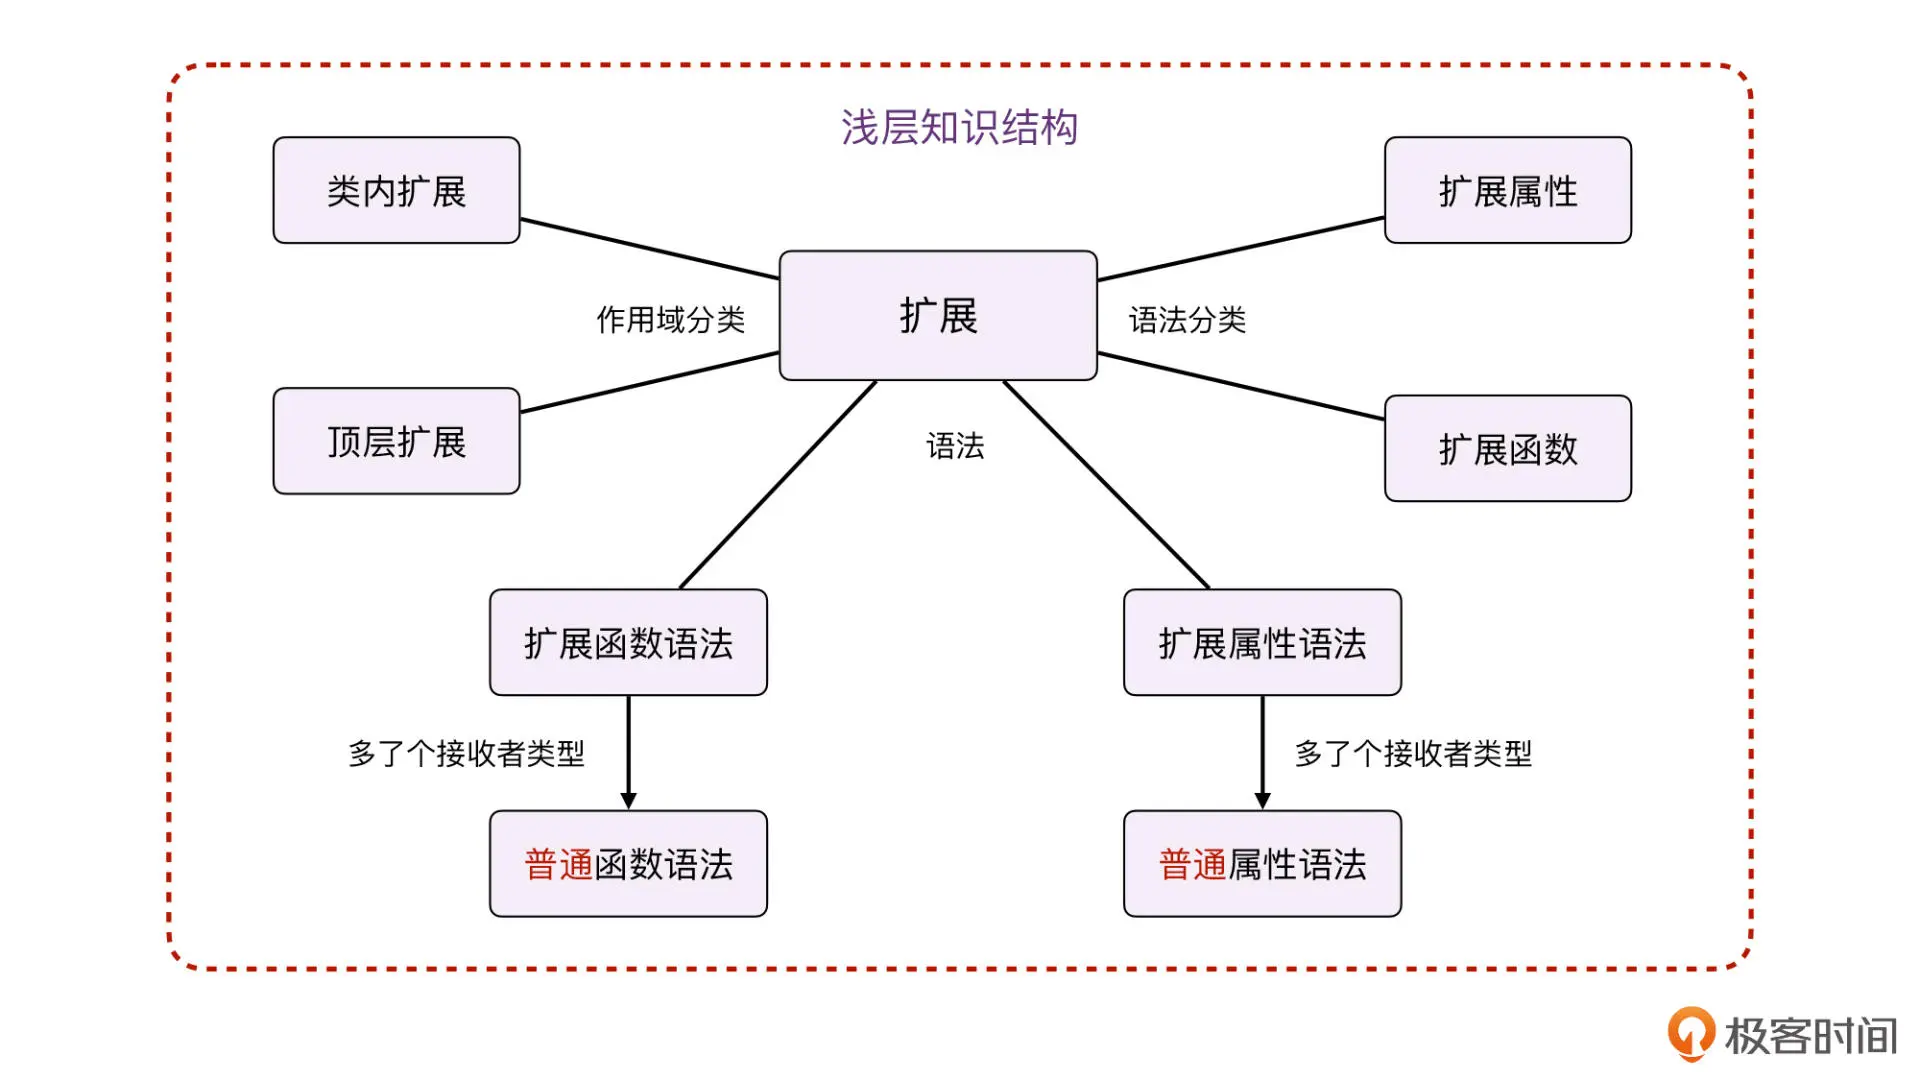 浅层知识结构
类内扩展
扩展属性
扩展
作用域分类
语法分类
顶层扩展
扩展函数
语法
扩展函数语法
扩展属性语法
多了个接收者类型
多了个接收者类型
普通函数语法
普通属性语法
极客时间